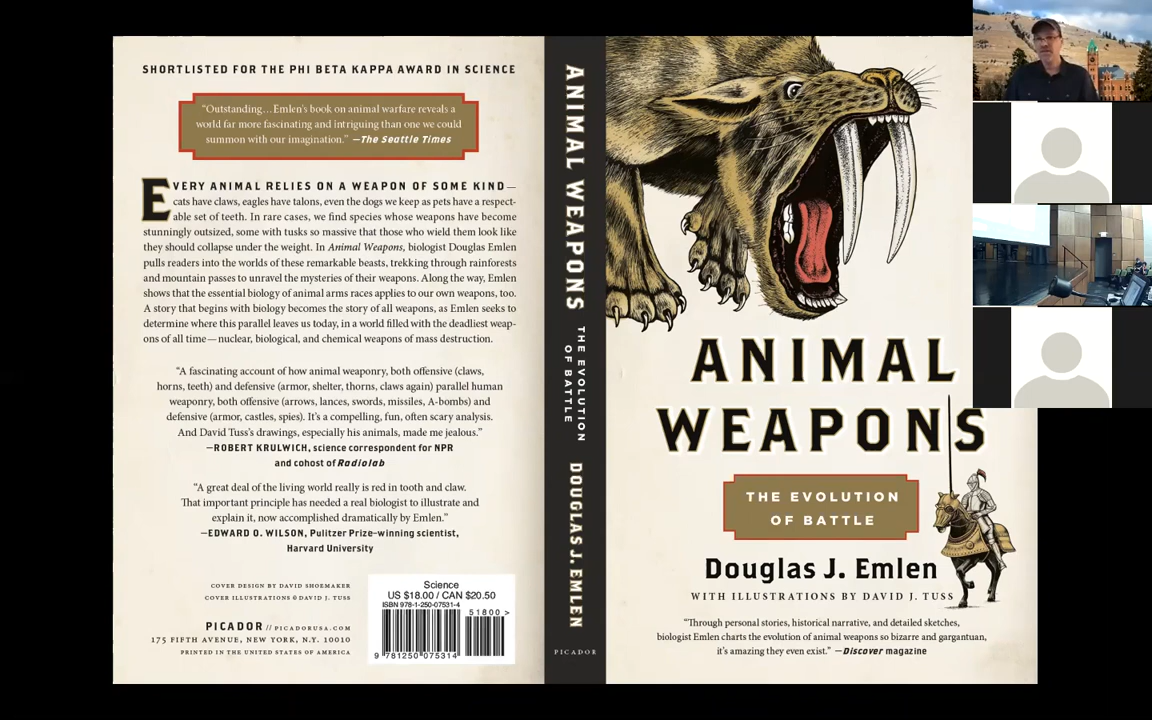 SHORTLISTED FOR THE PHI BETA KAPPA AWARD IN SCIENCE
“Outstanding…Emlen’s book on animal warfare reveals a
world far more fascinating and intriguing than one we could
summon with our imagination.” —The Seattle Times
EVERY ANIMAL RELIES ON A WEAPON OF SOME KIND—
cats have claws, eagles have talons, even the dogs we keep as pets have a respect-
able set of teeth. In rare cases, we find species whose weapons have become
stunningly outsized, some with tusks so massive that those who wield them look like
they should collapse under the weight. In Animal Weapons, biologist Douglas Emlen
pulls readers into the worlds of these remarkable beasts, trekking through rainforests
and mountain passes to unravel the mysteries of their weapons. Along the way, Emlen
shows that the essential biology of animal arms races applies to our own weapons, too.
A story that begins with biology becomes the story of all weapons, as Emlen seeks to
determine where this parallel leaves us today, in a world filled with the deadliest weap-
ons of all time—nuclear, biological, and chemical weapons of mass destruction.
“A fascinating account of how animal weaponry, both offensive (claws,
horns, teeth) and defensive (armor, shelter, thorns, claws again) parallel human
weaponry, both offensive (arrows, lances, swords, missiles, A-bombs) and
defensive (armor, castles, spies). It’s a compelling, fun, often scary analysis.
And David Tuss’s drawings, especially his animals, made me jealous.”
—ROBERT KRULWICH, science correspondent for NPR
and cohost of Radiolab
“A great deal of the living world really is red in tooth and claw.
That important principle has needed a real biologist to illustrate and
explain it, now accomplished dramatically by Emlen.”
—EDWARD O. WILSON, Pulitzer Prize–winning scientist,
Harvard University
COVER DESIGN BY DAVID SHOEMAKER
COVER ILLUSTRATIONS © DAVID J. TUSS
PICADOR // PICADORUSA.COM
175 FIFTH AVENUE, NEW YORK, N.Y. 10010
PRINTED IN THE UNITED STATES OF AMERICA
Science
US $18.00 / CAN $20.50
ISBN 978-1-250-07531-4
51800 >
9 781250 075314
ANIMAL WEAPONS
THE EVOLUTION
OF BATTLE
DOUGLAS J. EMLEN
PICADOR
ANIMAL
WEAPONS
THE EVOLUTION
OF BATTLE
Douglas J. Emlen
WITH ILLUSTRATIONS BY DAVID J. TUSS
“Through personal stories, historical narrative, and detailed sketches,
biologist Emlen charts the evolution of animal weapons so bizarre and gargantuan,
it’s amazing they even exist.” —Discover magazine